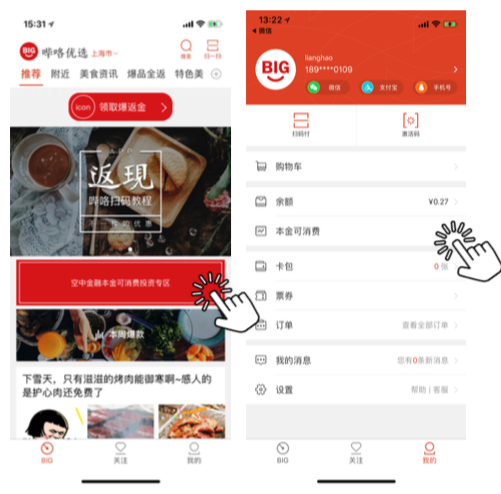 15:31
BIG 哔咯优选 上海市
搜索 扫一扫
推荐 附近 美食资讯 爆品全返 特色美
icon 领取爆返金
返现
哔咯扫码教程
不一样的优惠
空中金融本金可消费投资专区
本周爆款
下雪天,只有滋滋的烤肉能御寒啊~感人的
是护心肉还免费了
BIG 关注 我的
13:22
微信
BIG
lianghao
189****0109
微信 支付宝 手机号
扫码付 激活码
购物车
余额 ¥0.27
本金可消费
卡包 0 张
票券
订单 查看全部订单
我的消息 您有0条新消息
设置 帮助 | 客服
BIG 关注 我的